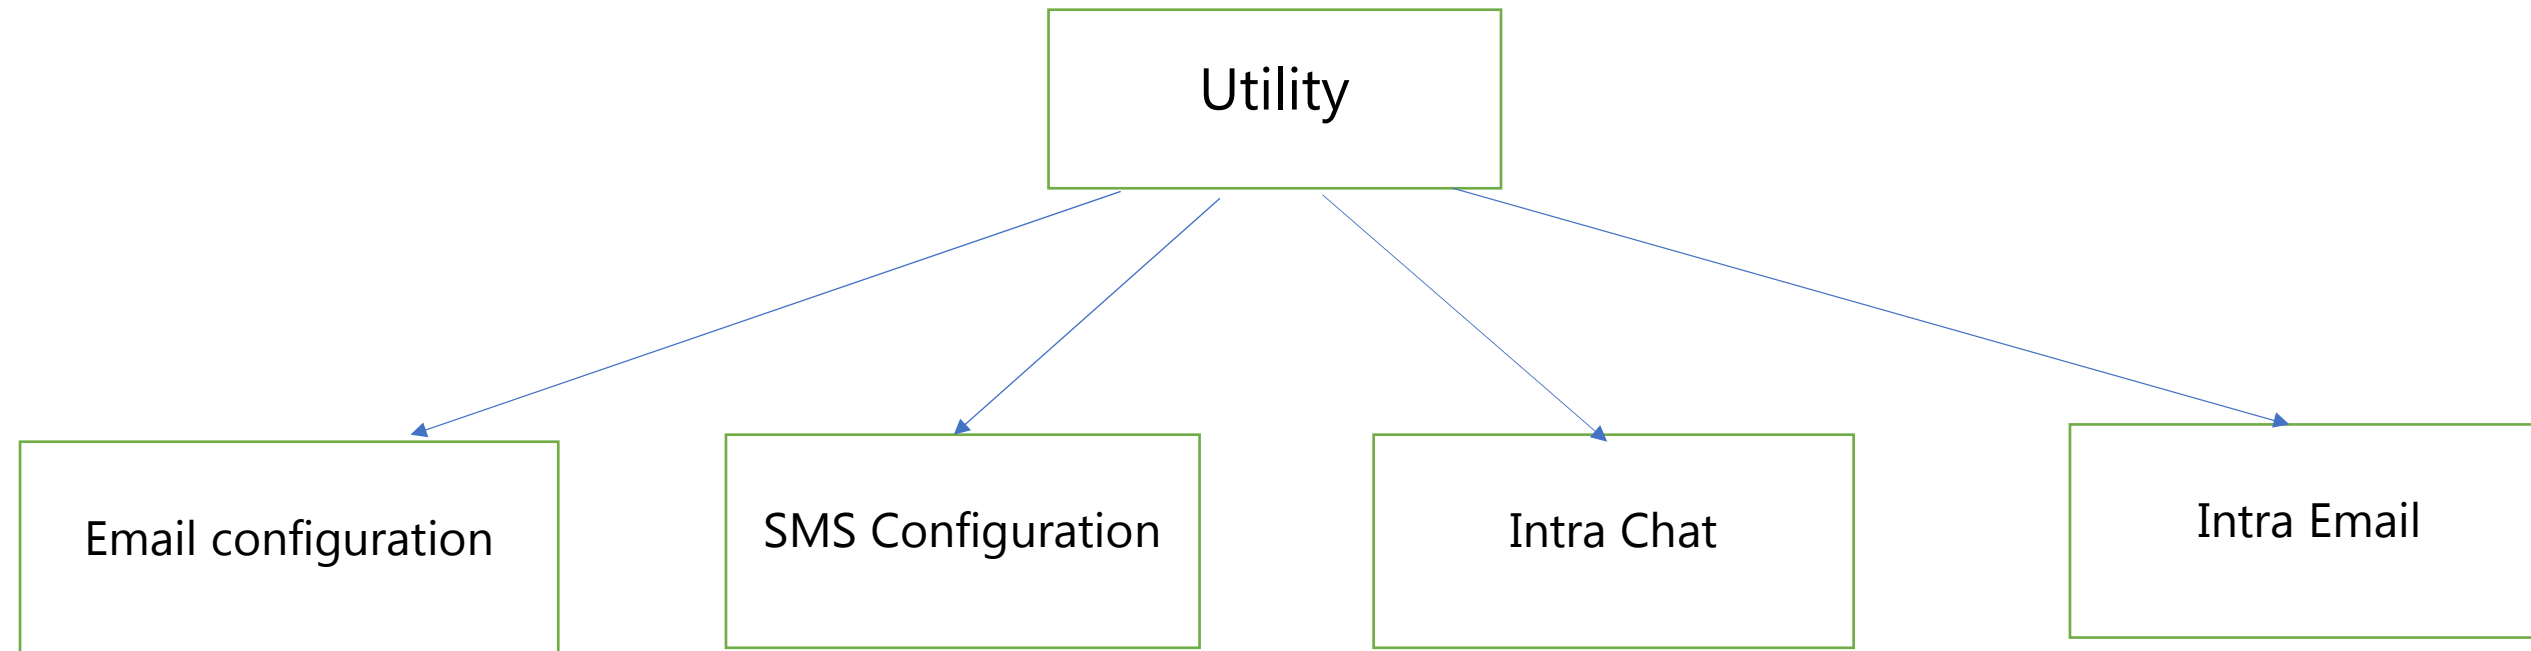 Utility
Email configuration
SMS Configuration
Intra Chat
Intra Email